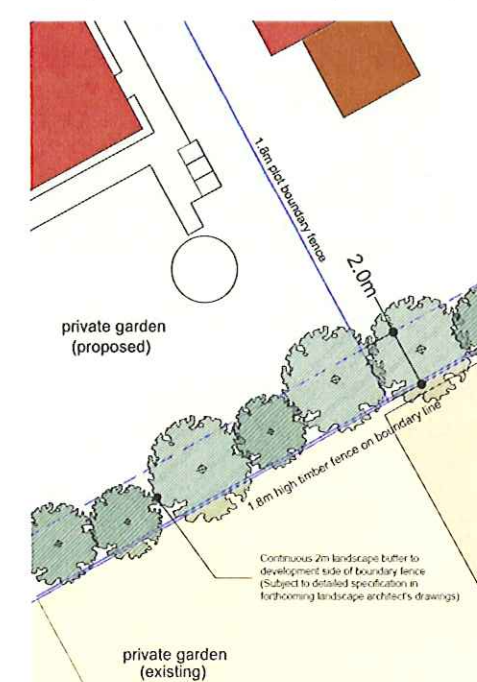 1.8m plot boundary fence
2.0m
private garden
(proposed)
1.8m high timber fence on boundary line
Continuous 2m landscape buffer to
development side of boundary fence
(Subject to detailed specification in
forthcoming landscape architect's drawings)
private garden
(existing)